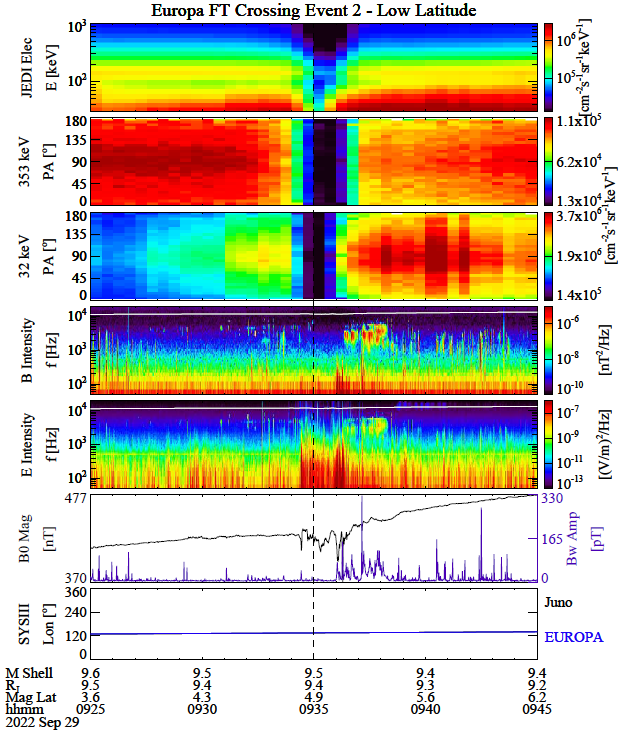 Europa FT Crossing Event 2 - Low Latitude
JEDI Elec
E [keV]
10³
10²
10⁶
10⁵
[cm⁻²s⁻¹sr⁻¹keV⁻¹]
353 keV
PA [°]
180
135
90
45
0
1.1x10⁵
6.2x10⁴
1.3x10⁴
32 keV
PA [°]
180
135
90
45
0
3.7x10⁶
1.9x10⁶
1.4x10⁵
[cm⁻²s⁻¹sr⁻¹keV⁻¹]
B Intensity
f [Hz]
10⁴
10³
10²
10⁻⁶
10⁻⁸
10⁻¹⁰
[nT²/Hz]
E Intensity
f [Hz]
10⁴
10³
10²
10⁻⁷
10⁻⁹
10⁻¹¹
10⁻¹³
[(V/m)²/Hz]
B0 Mag
[nT]
477
370
330
165
0
Bw Amp
[pT]
SYSIII
Lon [°]
360
240
120
0
Juno
EUROPA
M Shell 9.6 9.5 9.5 9.4 9.4
R_J 9.5 9.4 9.4 9.3 9.2
Mag Lat 3.6 4.3 4.9 5.6 6.2
hhmm 0925 0930 0935 0940 0945
2022 Sep 29